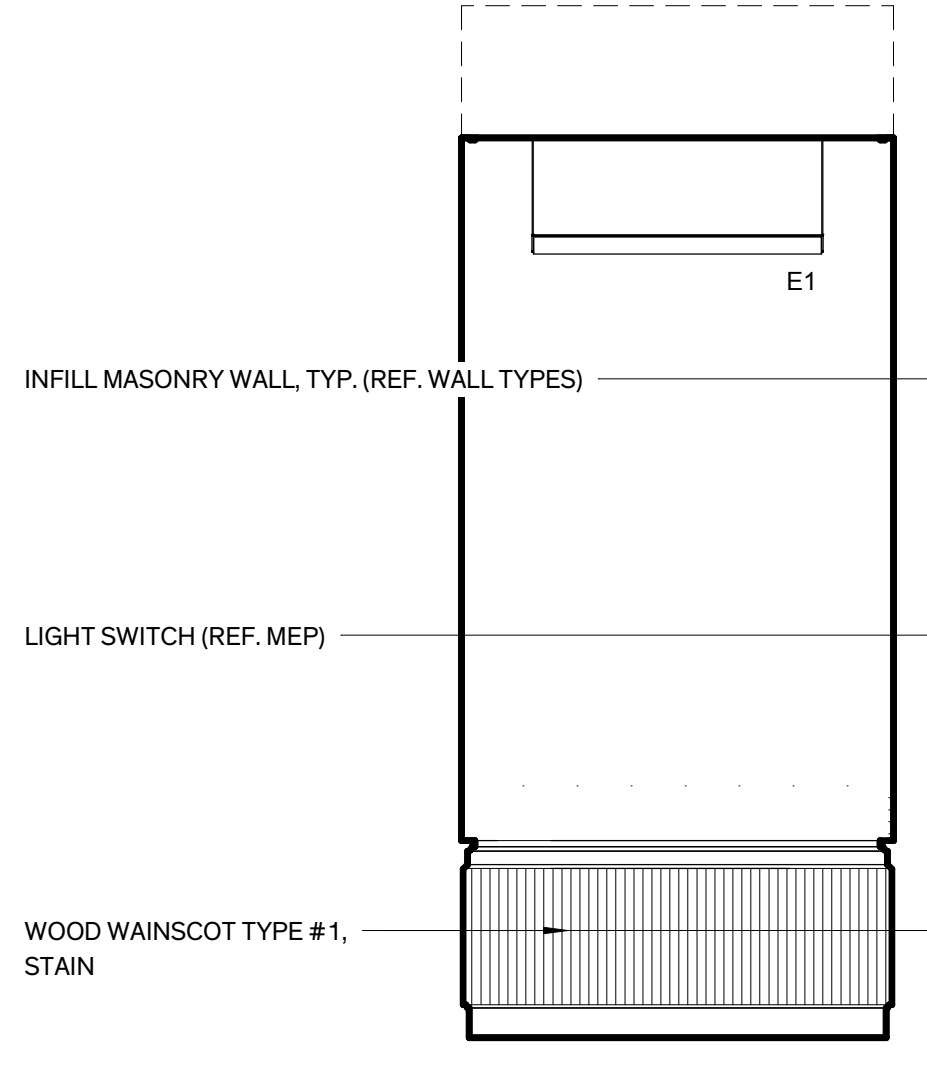 E1
INFILL MASONRY WALL, TYP. (REF. WALL TYPES)
LIGHT SWITCH (REF. MEP)
WOOD WAINSCOT TYPE #1,
STAIN